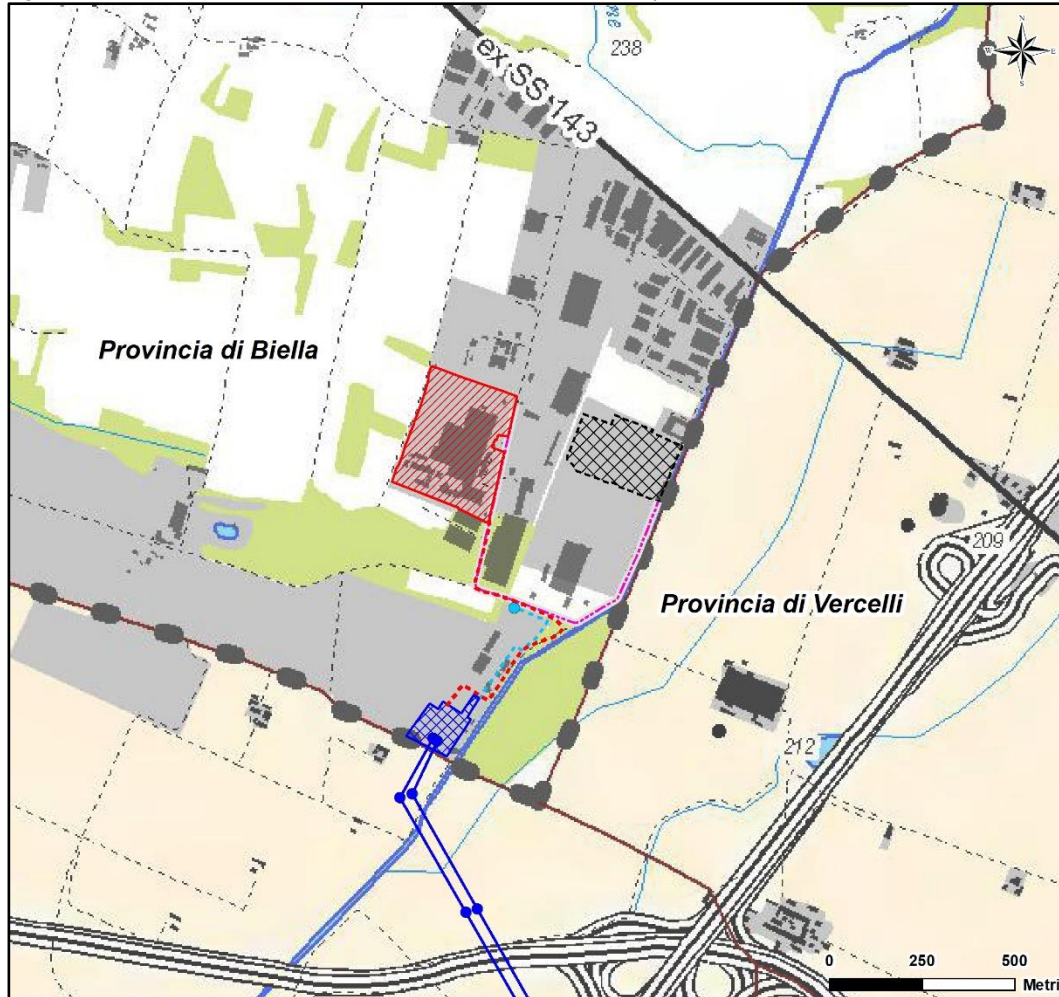 N
W E
S
238
ex SS 143
Provincia di Biella
209
Provincia di Vercelli
212
0 250 500
Metri